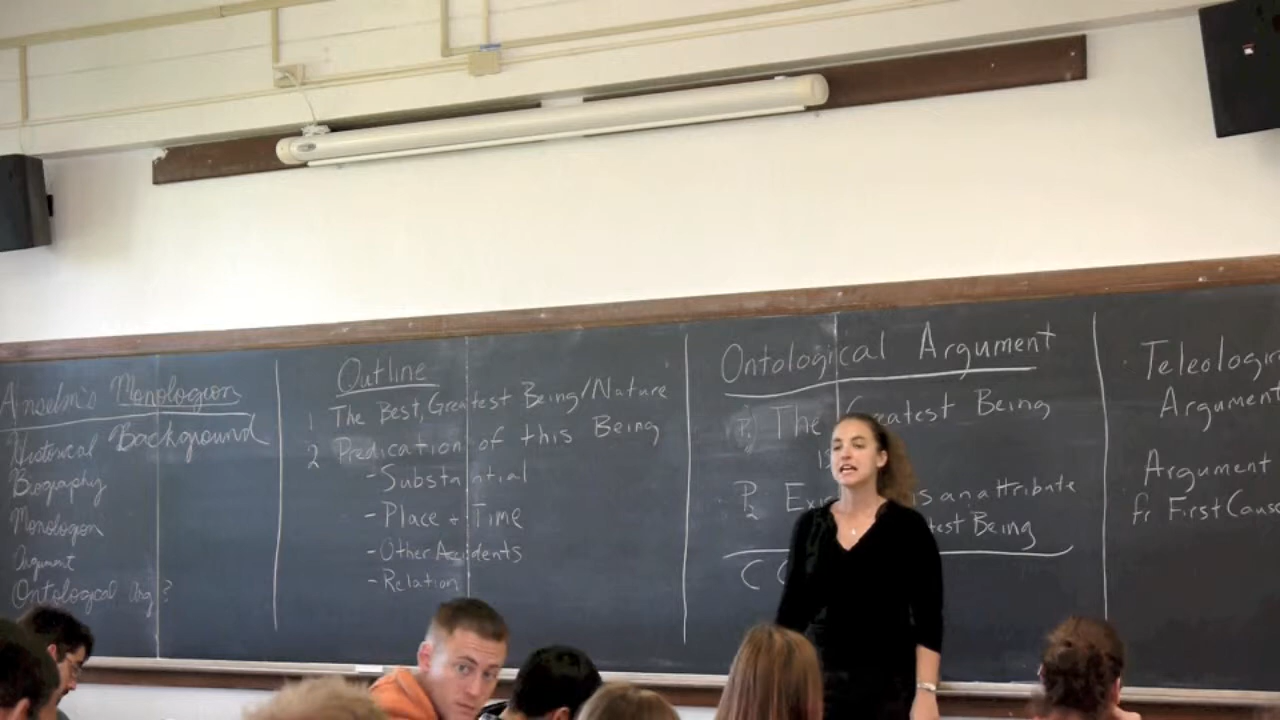 Anselm's Monologion
Historical Background
Biography
Monologion
Argument
Ontological Arg ?
Outline
1 The Best, Greatest Being/Nature
2 Predication of this Being
- Substantial
- Place + Time
- Other Accidents
- Relation
Ontological Argument
P1 The Greatest Being
is
P2 is an attribute
Being
Teleological
Argument
Argument
fr First Cause